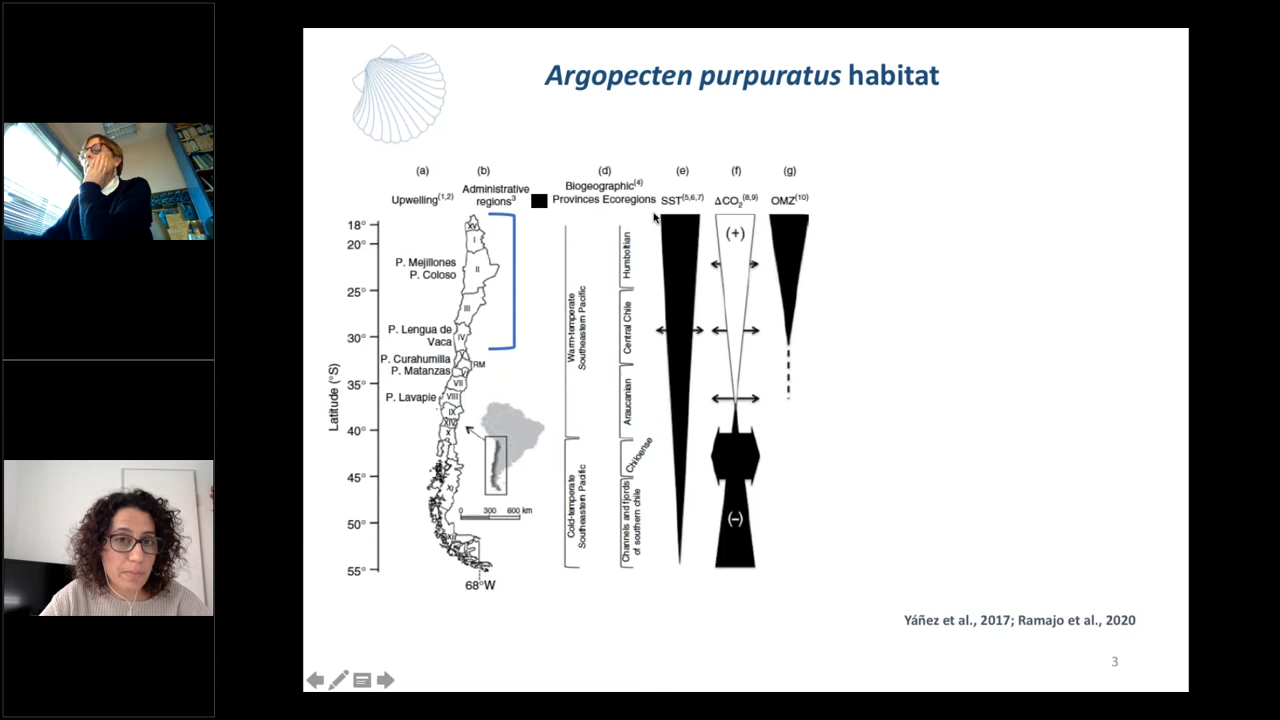 Argopecten purpuratus habitat
(a)
(b)
(d)
(e)
(f)
(g)
Upwelling(1,2)
Administrative
regions3
Biogeographic(4)
Provinces Ecoregions
SST(5,6,7)
ΔCO2(8,9)
OMZ(10)
Latitude (°S)
18°
20°
25°
30°
35°
40°
45°
50°
55°
P. Mejillones
P. Coloso
P. Lengua de
Vaca
P. Curahumilla
P. Matanzas
P. Lavapie
XV
I
II
III
IV
V
RM
VII
VIII
IX
XIV
X
XI
XII
0 300 600 km
68°W
Warm-temperate
Southeastern Pacific
Cold-temperate
Southeastern Pacific
Humboltian
Central Chile
Araucanian
Chiloense
Channels and fjords
of southern chile
(+)
(–)
Yáñez et al., 2017; Ramajo et al., 2020
3